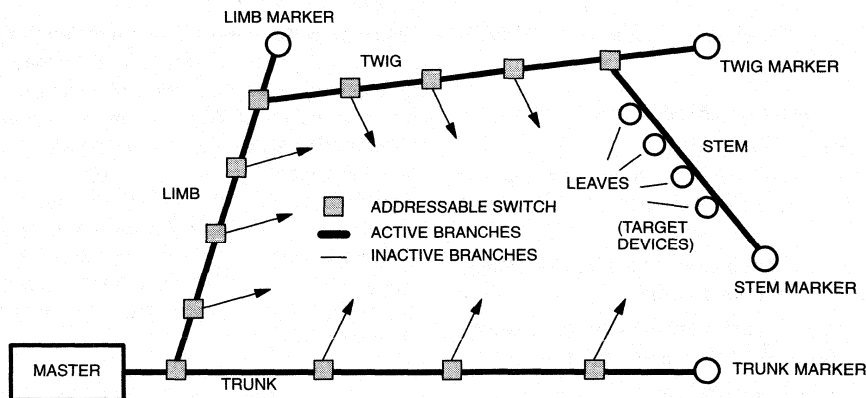 LIMB MARKER
TWIG
TWIG MARKER
STEM
LIMB
LEAVES
ADDRESSABLE SWITCH
(TARGET
DEVICES)
ACTIVE BRANCHES
INACTIVE BRANCHES
STEM MARKER
MASTER
TRUNK
TRUNK MARKER